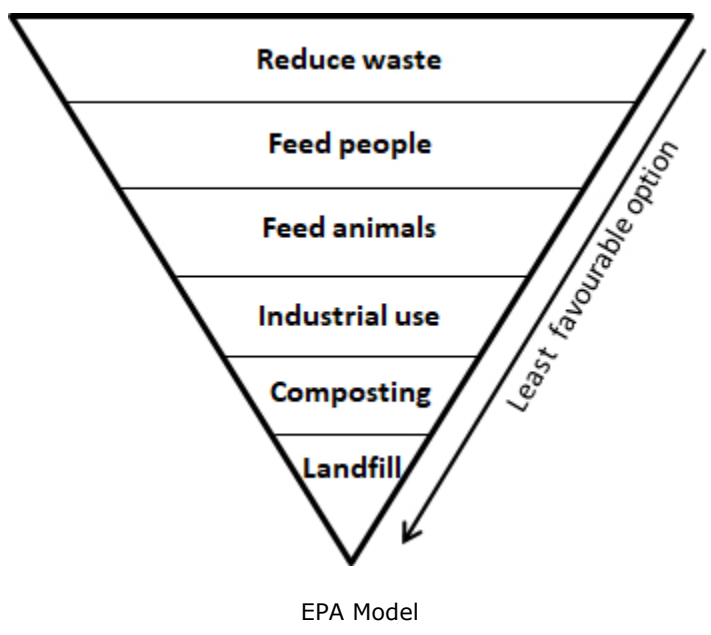 Reduce waste
Feed people
Feed animals
Industrial use
Composting
Landfill
Least favourable option
EPA Model